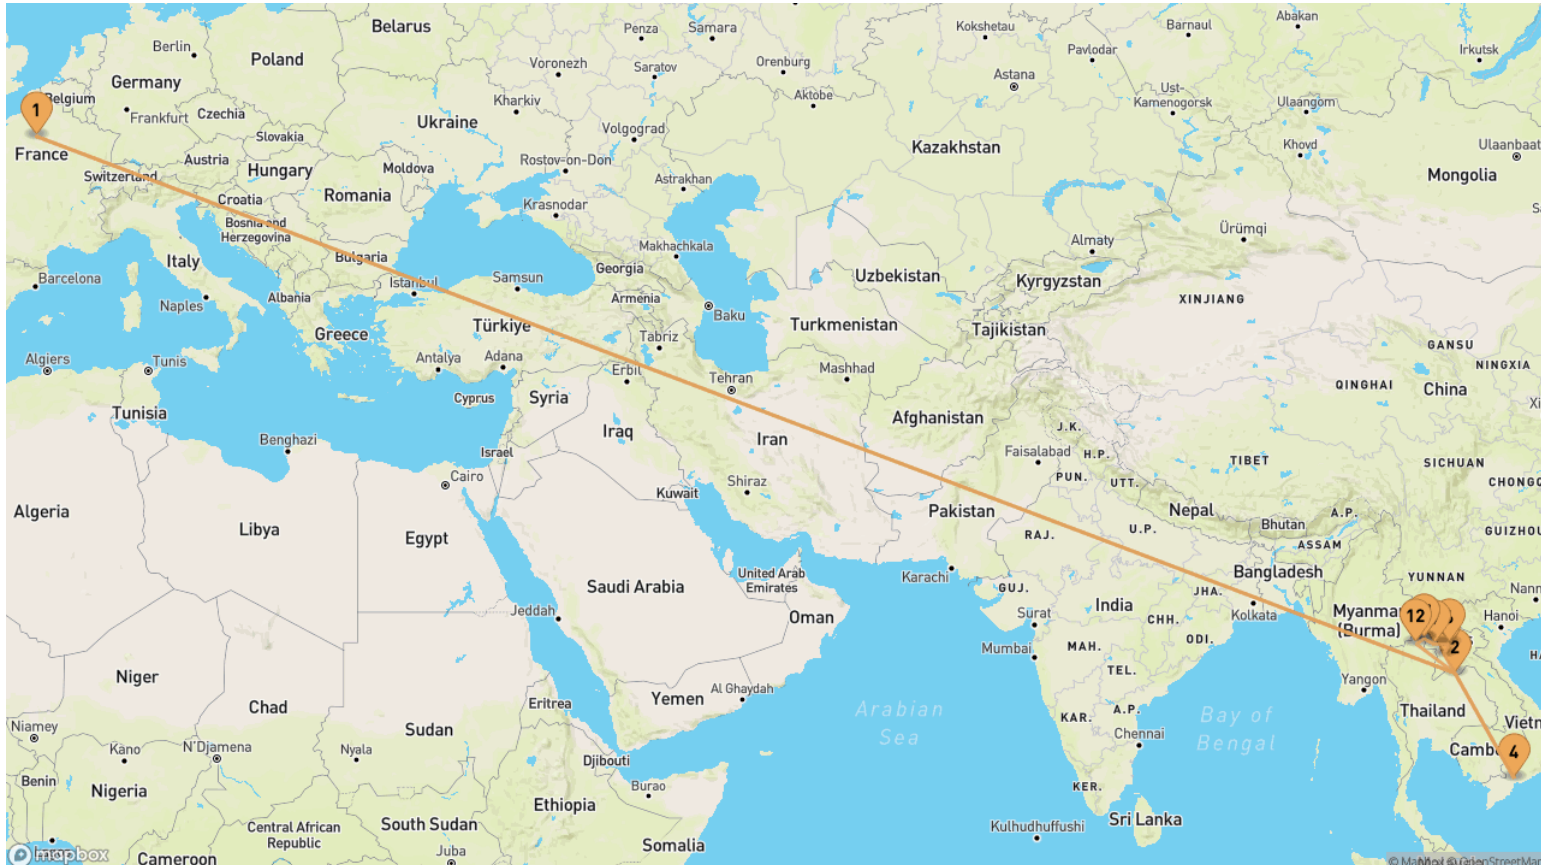 Belarus
Penza
Samara
Kokshetau
Barnaul
Abakan
Berlin
Poland
Voronezh
Saratov
Orenburg
Pavlodar
Irkutsk
Germany
Astana
Ust-
Kamenogorsk
Belgium
1
Kharkiv
Aktobe
Ulaangom
Frankfurt
Czechia
Ukraine
Volgograd
Slovakia
Kazakhstan
Khovd
Ulaanbaat
France
Austria
Hungary
Moldova
Rostov-on-Don
Switzerland
Astrakhan
Mongolia
Croatia
Romania
Krasnodar
Bosnia and
Herzegovina
Makhachkala
Almaty
Ürümqi
Italy
Bulgaria
Georgia
Uzbekistan
Kyrgyzstan
Barcelona
Istanbul
Samsun
Naples
Albania
Armenia
XINJIANG
Greece
Türkiye
Baku
Turkmenistan
Tajikistan
Tabriz
GANSU
Algiers
Tunis
Antalya
Adana
Erbil
Tehran
Mashhad
NINGXIA
QINGHAI
China
Tunisia
Cyprus
Syria
Afghanistan
Xi
Benghazi
Iraq
Iran
J.K.
Israel
Faisalabad
H.P.
TIBET
SICHUAN
Cairo
Shiraz
PUN.
UTT.
CHONGQ
Kuwait
Algeria
Libya
Egypt
Pakistan
Nepal
A.P.
Bhutan
GUIZHOU
RAJ.
U.P.
ASSAM
Saudi Arabia
United Arab
Emirates
Karachi
Bangladesh
YUNNAN
GUJ.
JHA.
Nann
Jeddah
Oman
Surat
India
Kolkata
Myanmar
(Burma)
12
Hanoi
CHH.
Mumbai
MAH.
ODI.
2
Niger
TEL.
Yangon
Chad
Eritrea
Yemen
Al Ghaydah
Arabian
Sea
KAR.
A.P.
Bay of
Bengal
Thailand
Vietn
Niamey
Kano
N'Djamena
Nyala
Sudan
Chennai
Camb
4
Benin
Nigeria
Djibouti
Burao
KER.
Ethiopia
Central African
Republic
South Sudan
Kulhudhuffushi
Sri Lanka
mapbox
Cameroon
Juba
Somalia